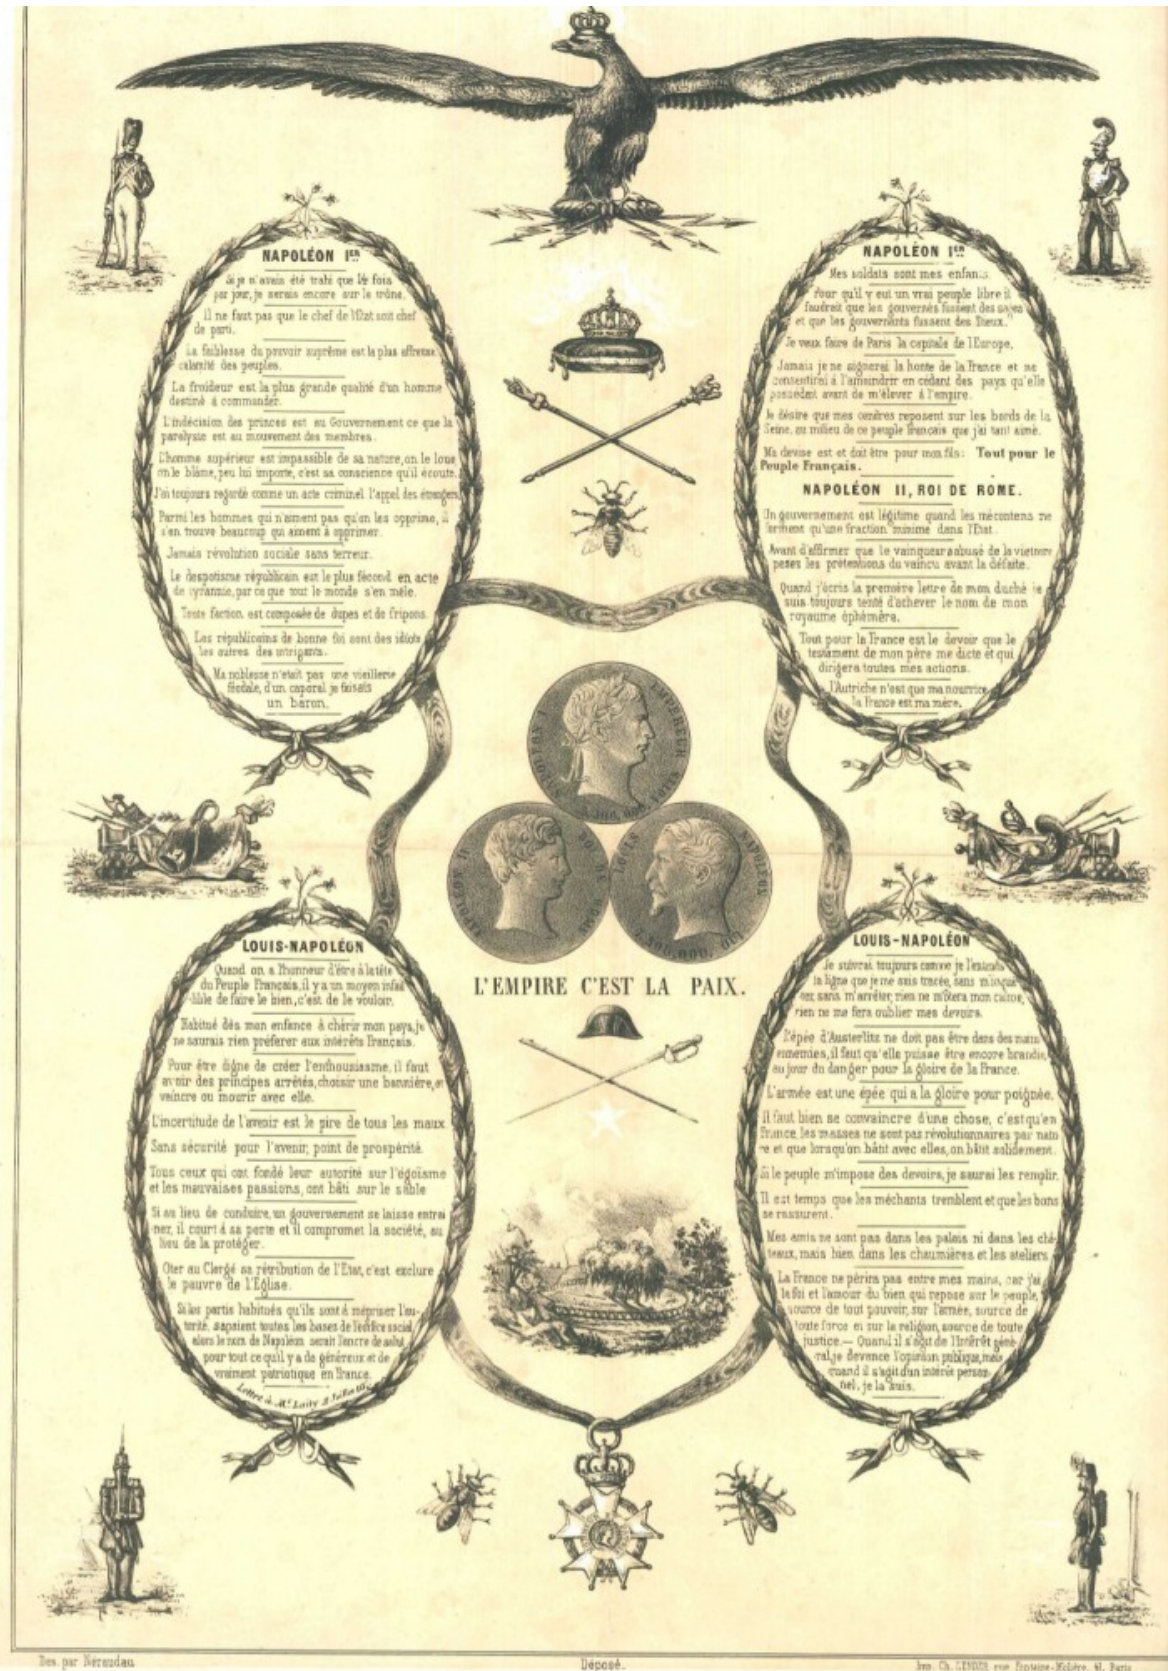 NAPOLÉON IER
Si je n'avais été trahi que fois
par jour, je serais encore sur le trône.
Il ne faut pas que le chef de l'État soit chef
de parti.
La faiblesse du pouvoir suprême est la plus affreuse
calamité des peuples.
La froideur est la plus grande qualité d'un homme
destiné à commander.
L'indécision des princes est au Gouvernement ce que la
paralysie est au mouvement des membres.
L'homme supérieur est impassible de sa nature, on le loue
on le blâme, peu lui importe, c'est sa conscience qu'il écoute.
J'ai toujours regardé comme un acte criminel l'appel des étrangers
Parmi les hommes qui n'aiment pas qu'on les opprime, il
s'en trouve beaucoup qui aiment à opprimer.
Jamais révolution sociale sans terreur.
Le despotisme républicain est le plus fécond en acte
de tyrannie, par ce que tout le monde s'en mêle.
Toute faction est composée de dupes et de fripons.
Les républicains de bonne foi sont des idiots
les autres des intrigants.
Ma noblesse n'était pas une vieillerie
féodale, d'un caporal je faisais
un baron.
NAPOLÉON IER
Mes soldats sont mes enfans.
Pour qu'il y eut un vrai peuple libre il
faudrait que les gouvernés fussent des sages
et que les gouvernants fussent des Dieux.
Je veux faire de Paris la capitale de l'Europe.
Jamais je ne signerai la honte de la France et ne
consentirai à l'amoindrir en cédant des pays qu'elle
possédait avant de m'élever à l'empire.
Je désire que mes cendres reposent sur les bords de la
Seine, au milieu de ce peuple français que j'ai tant aimé.
Ma devise est et doit être pour mon fils: Tout pour le
Peuple Français.
NAPOLÉON II, ROI DE ROME.
Un gouvernement est légitime quand les mécontens ne
forment qu'une fraction minime dans l'État.
Avant d'affirmer que le vainqueur a abusé de la victoire
pesez les prétentions du vaincu avant la défaite.
Quand j'écris la première lettre de mon duché je
suis toujours tenté d'achever le nom de mon
royaume éphémère.
Tout pour la France est le devoir que le
testament de mon père me dicte et qui
dirigera toutes mes actions.
l'Autriche n'est que ma nourrice
la France est ma mère.
NAPOLÉON I EMPEREUR
NAPOLÉON II ROI DE ROME
LOUIS NAPOLÉON
L'EMPIRE C'EST LA PAIX.
LOUIS-NAPOLÉON
Quand on a l'honneur d'être à la tête
du Peuple Français, il y a un moyen infail
-lible de faire le bien, c'est de le vouloir.
Habitué dès mon enfance à chérir mon pays, je
ne saurais rien préférer aux intérêts français.
Pour être digne de créer l'enthousiasme, il faut
avoir des principes arrêtés, choisir une bannière, et
vaincre ou mourir avec elle.
L'incertitude de l'avenir est le pire de tous les maux.
Sans sécurité pour l'avenir, point de prospérité.
Tous ceux qui ont fondé leur autorité sur l'égoïsme
et les mauvaises passions, ont bâti sur le sable
Si au lieu de conduire, un gouvernement se laisse entrai
ner, il court à sa perte et il compromet la société, au
lieu de la protéger.
Oter au Clergé sa rétribution de l'État, c'est exclure
le pauvre de l'Église.
Si les partis habitués qu'ils sont à mépriser l'au-
torité, sapaient toutes les bases de l'édifice social
alors le nom de Napoléon serait l'ancre de salut
pour tout ce qu'il y a de généreux et de
vraiment patriotique en France.
Lettre à Mr Laity
LOUIS-NAPOLÉON
Je suivrai toujours comme je l'entends
la ligne que je me suis tracée, sans m'inquié
ter, sans m'arrêter, rien ne m'ôtera mon calme,
rien ne me fera oublier mes devoirs.
L'épée d'Austerlitz ne doit pas être dans des mains
ennemies, il faut qu'elle puisse être encore brandie,
au jour du danger pour la gloire de la France.
L'armée est une épée qui a la gloire pour poignée.
Il faut bien se convaincre d'une chose, c'est qu'en
France, les masses ne sont pas révolutionnaires par natu
re et que lorsqu'on bâtit avec elles, on bâtit solidement.
Si le peuple m'impose des devoirs, je saurai les remplir.
Il est temps que les méchants tremblent et que les bons
se rassurent.
Mes amis ne sont pas dans les palais ni dans les châ-
teaux, mais bien dans les chaumières et les ateliers
La France ne périra pas entre mes mains, car j'ai
la foi et l'amour du bien qui repose sur le peuple,
source de tout pouvoir, sur l'armée, source de
toute force et sur la religion, source de toute
justice.— Quand il s'agit de l'Intérêt géné-
ral, je devance l'opinion publique, mais
quand il s'agit d'un intérêt person
nel, je la suis.
Des. par Néraudau
Déposé.
Imp. Ch. rue Fontaine-Molière, 41, Paris